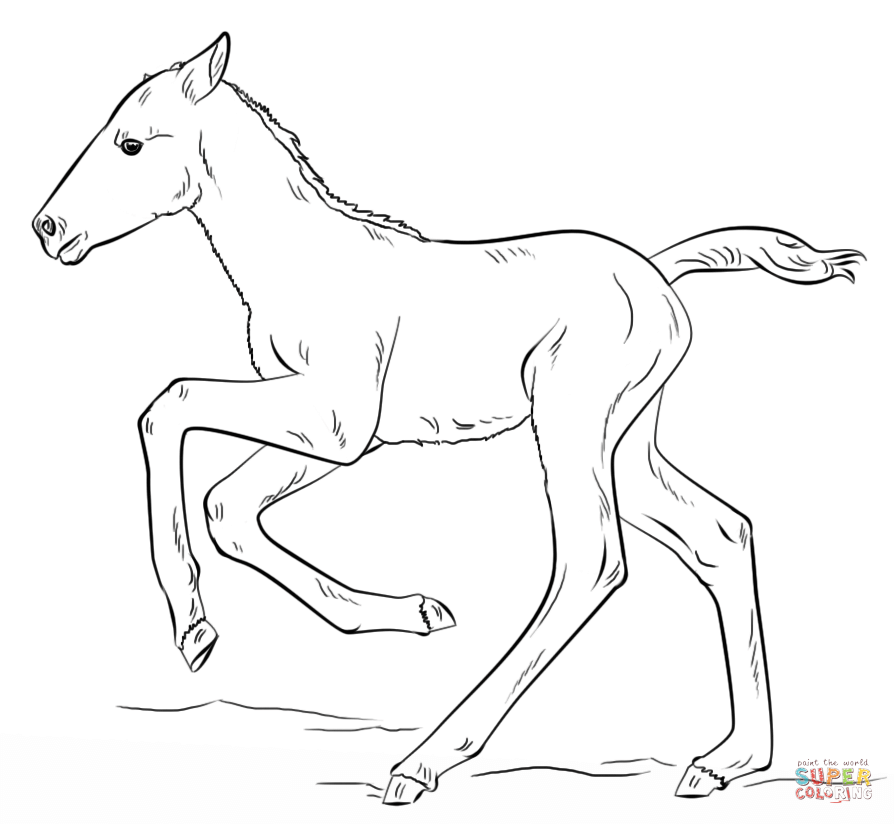 paint the world
SUPER
COLORING